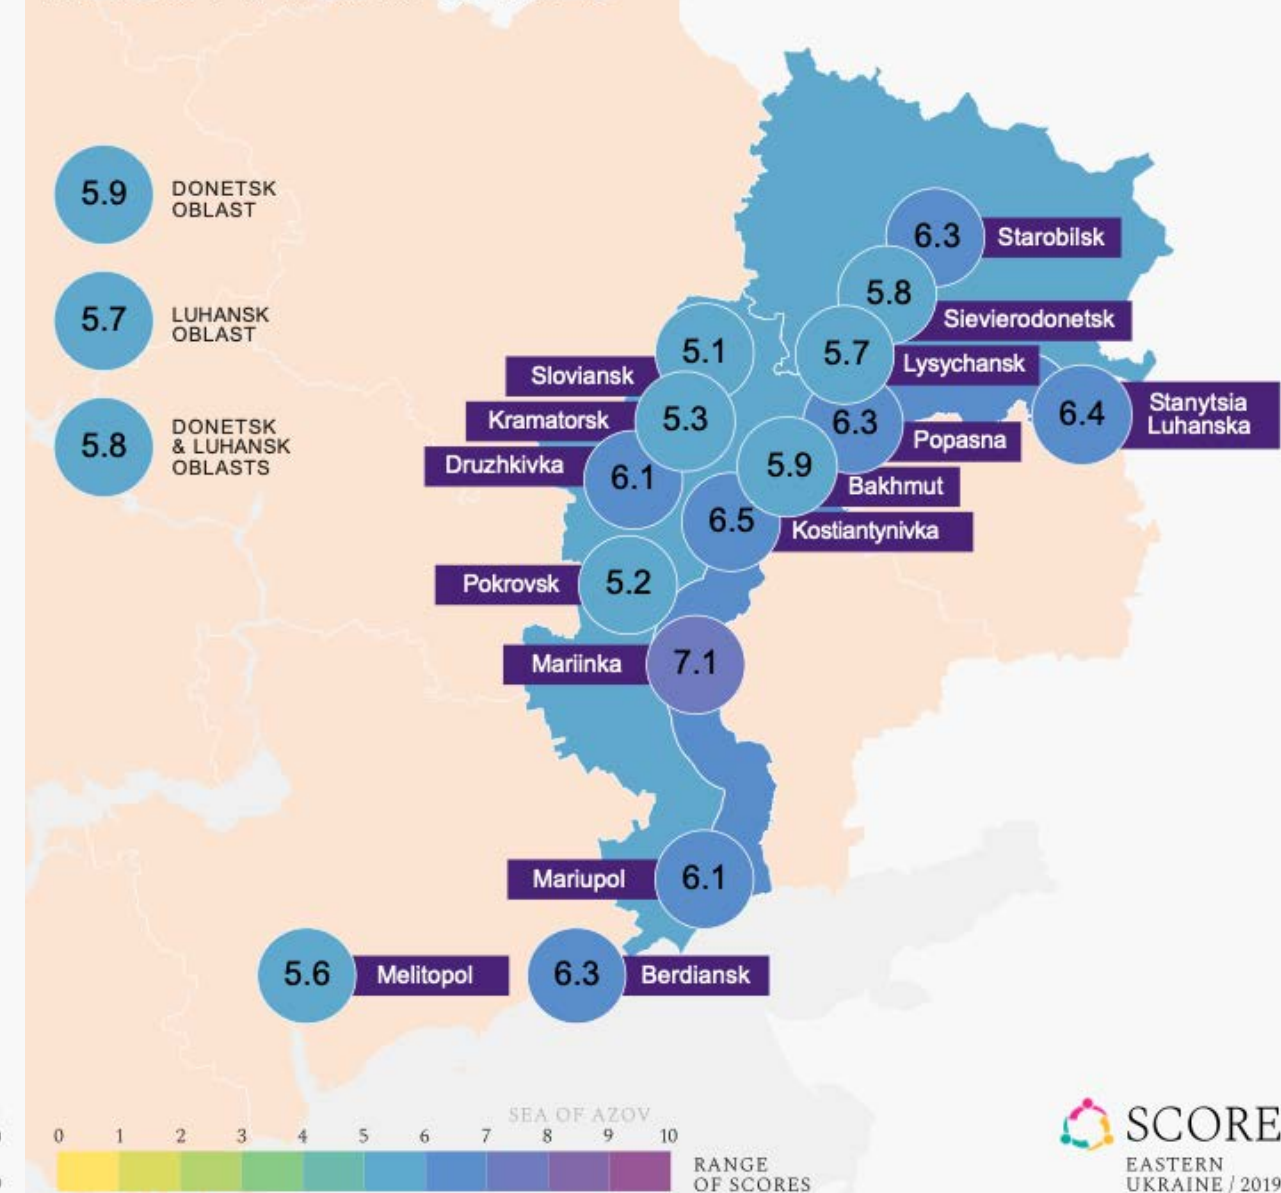 5.9
DONETSK
OBLAST
5.7
LUHANSK
OBLAST
5.8
DONETSK
& LUHANSK
OBLASTS
6.3
Starobilsk
5.8
Sievierodonetsk
5.1
Sloviansk
5.7
Lysychansk
5.3
Kramatorsk
6.3
Popasna
6.4
Stanytsia
Luhanska
6.1
Druzhkivka
5.9
Bakhmut
6.5
Kostiantynivka
5.2
Pokrovsk
7.1
Mariinka
6.1
Mariupol
5.6
Melitopol
6.3
Berdiansk
SEA OF AZOV
0 1 2 3 4 5 6 7 8 9 10
RANGE
OF SCORES
SCORE
EASTERN
UKRAINE / 2019